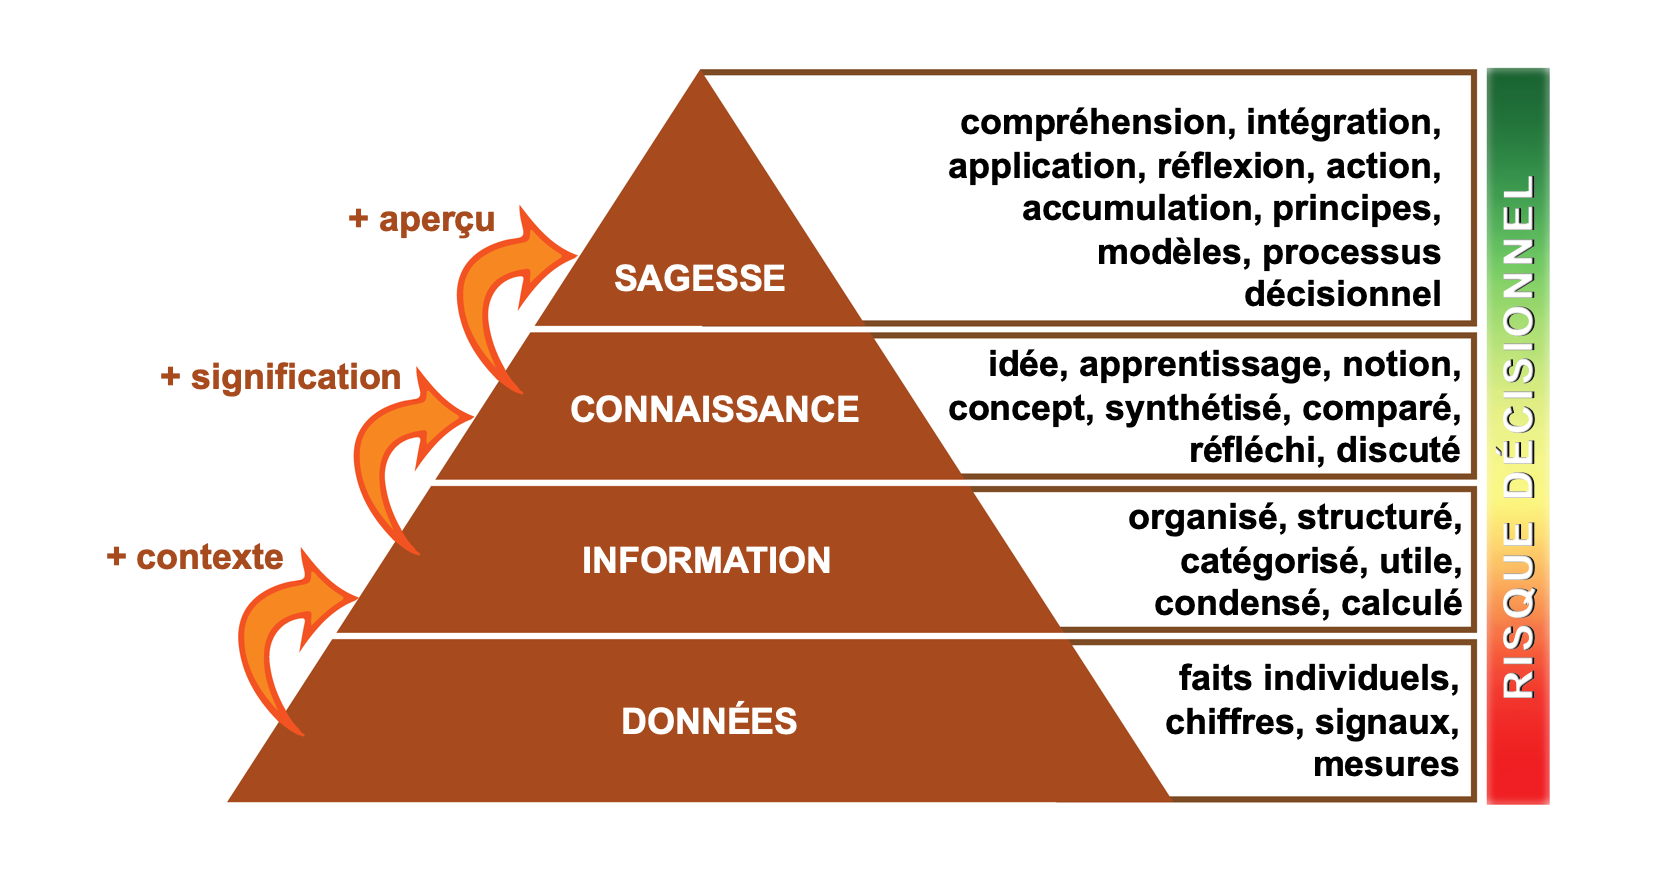 compréhension, intégration,
application, réflexion, action,
accumulation, principes,
modèles, processus
décisionnel
+ aperçu
SAGESSE
idée, apprentissage, notion,
concept, synthétisé, comparé,
réfléchi, discuté
+ signification
CONNAISSANCE
organisé, structuré,
catégorisé, utile,
condensé, calculé
+ contexte
INFORMATION
faits individuels,
chiffres, signaux,
mesures
DONNÉES
RISQUE DÉCISIONNEL